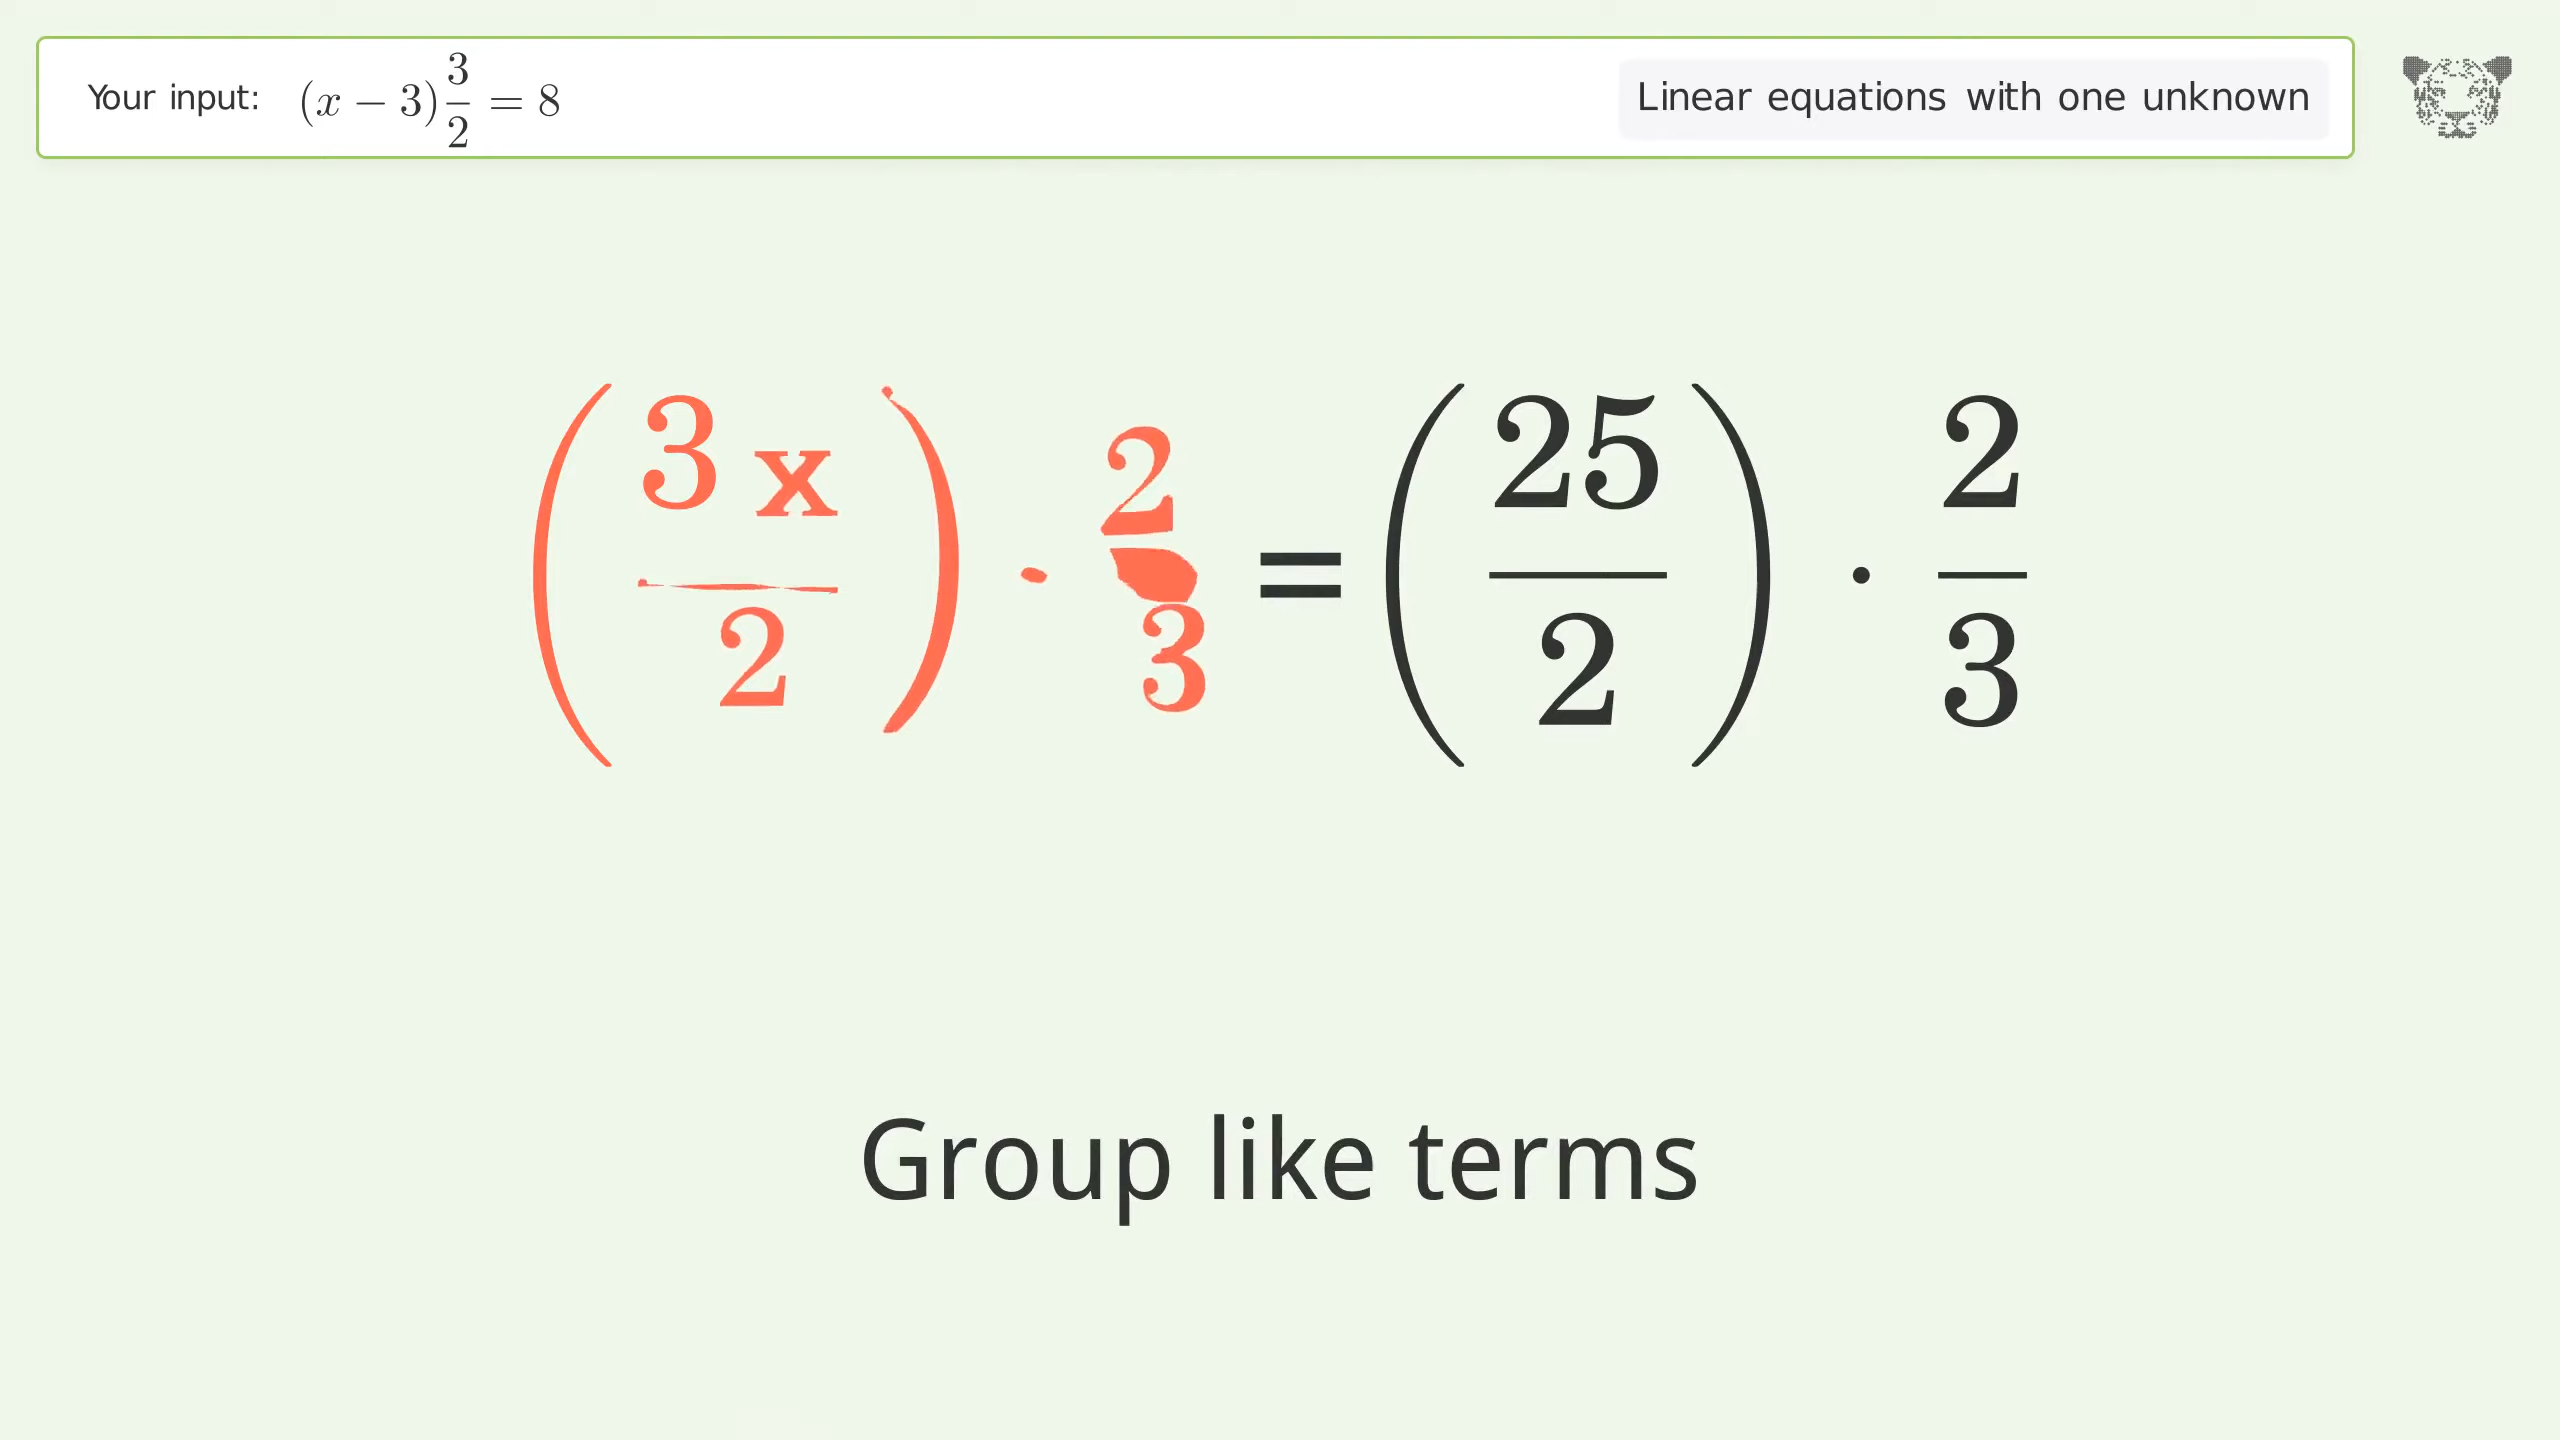 Your input: (x − 3) 3/2 = 8
Linear equations with one unknown
(3x/2) · 2/3 = (25/2) · 2/3
Group like terms